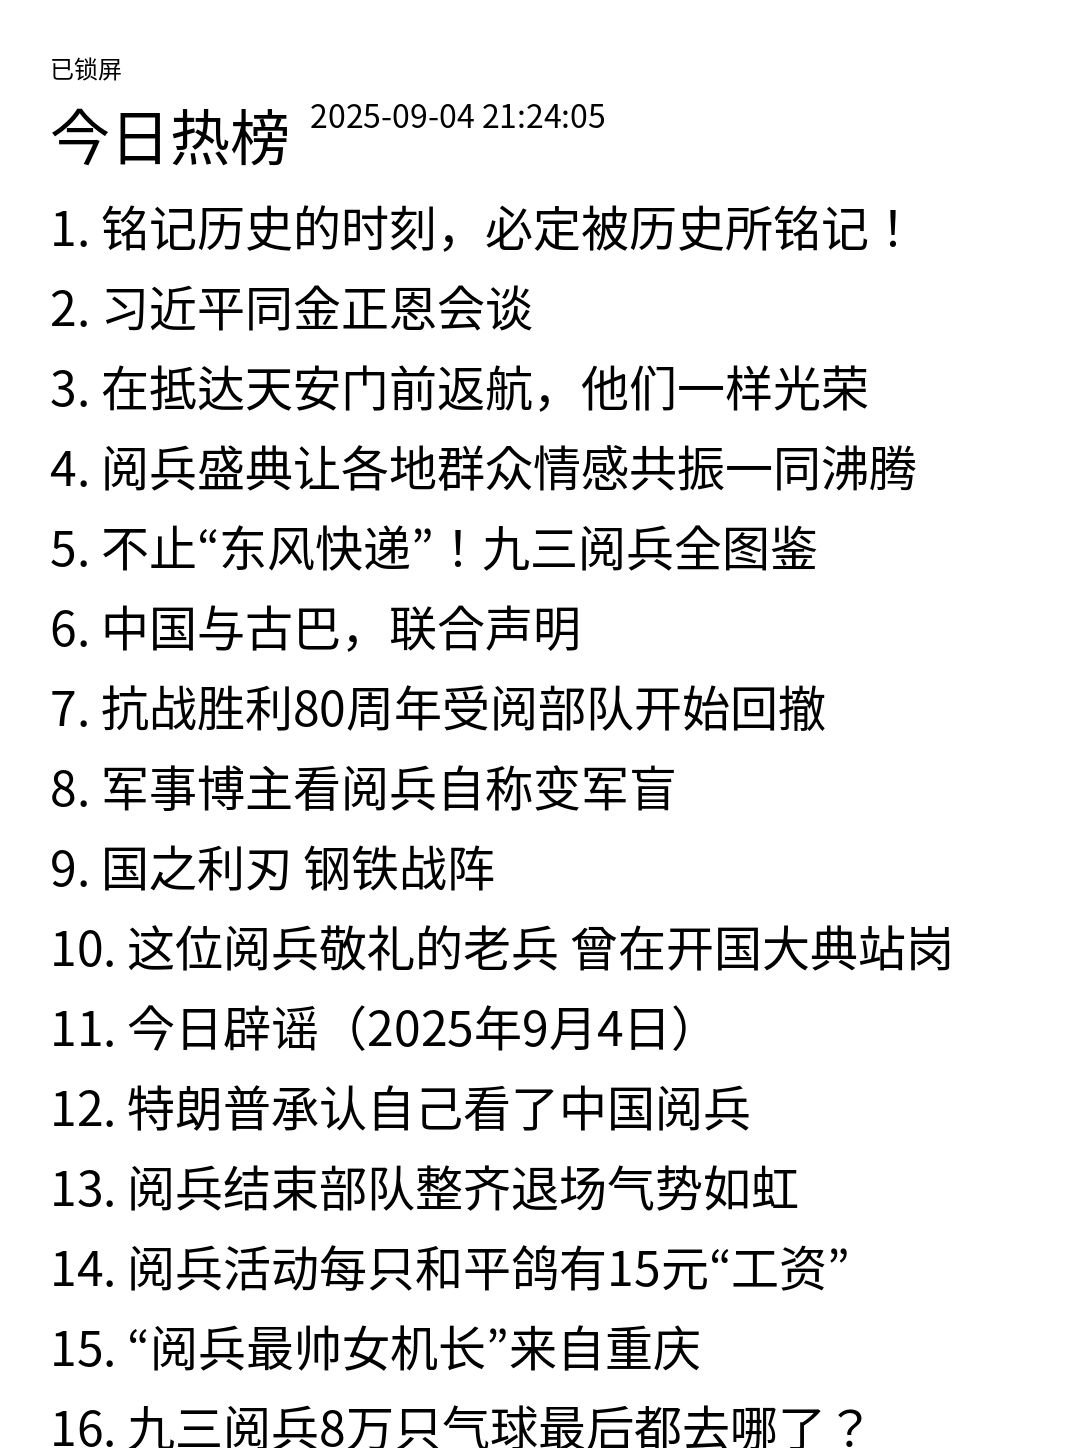 已锁屏
今日热榜 2025-09-04 21:24:05
1. 铭记历史的时刻，必定被历史所铭记！
2. 习近平同金正恩会谈
3. 在抵达天安门前返航，他们一样光荣
4. 阅兵盛典让各地群众情感共振一同沸腾
5. 不止“东风快递”！九三阅兵全图鉴
6. 中国与古巴，联合声明
7. 抗战胜利80周年受阅部队开始回撤
8. 军事博主看阅兵自称变军盲
9. 国之利刃 钢铁战阵
10. 这位阅兵敬礼的老兵 曾在开国大典站岗
11. 今日辟谣（2025年9月4日）
12. 特朗普承认自己看了中国阅兵
13. 阅兵结束部队整齐退场气势如虹
14. 阅兵活动每只和平鸽有15元“工资”
15. “阅兵最帅女机长”来自重庆
16. 九三阅兵8万只气球最后都去哪了？